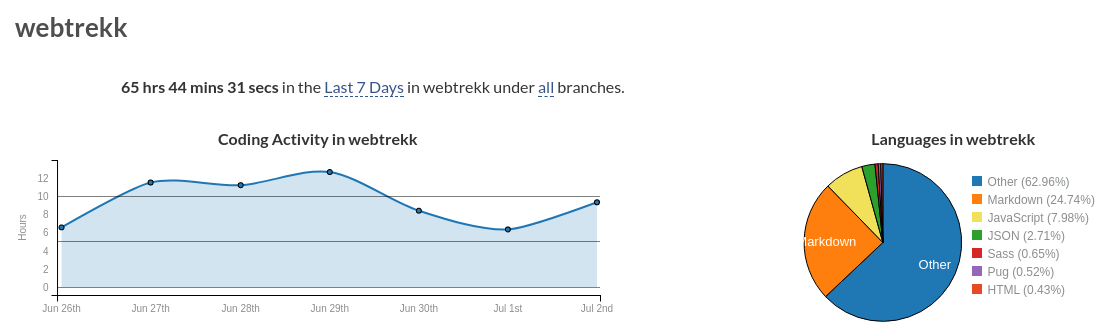 webtrekk
65 hrs 44 mins 31 secs in the Last 7 Days in webtrekk under all branches.
Coding Activity in webtrekk
Hours
12
10
8
6
4
2
0
Jun 26th Jun 27th Jun 28th Jun 29th Jun 30th Jul 1st Jul 2nd
Languages in webtrekk
arkdown
Other
Other (62.96%)
Markdown (24.74%)
JavaScript (7.98%)
JSON (2.71%)
Sass (0.65%)
Pug (0.52%)
HTML (0.43%)